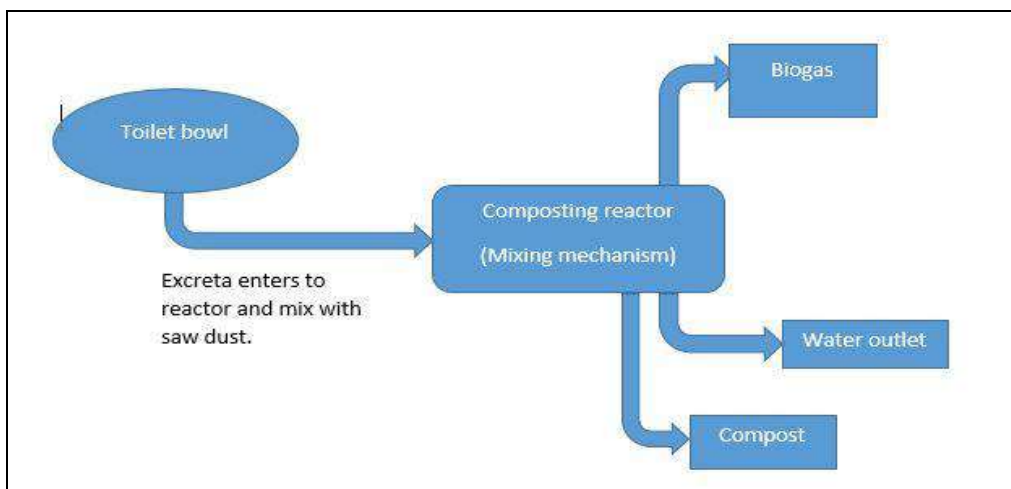 Biogas
Toilet bowl
Composting reactor
(Mixing mechanism)
Excreta enters to
reactor and mix with
saw dust.
Water outlet
Compost